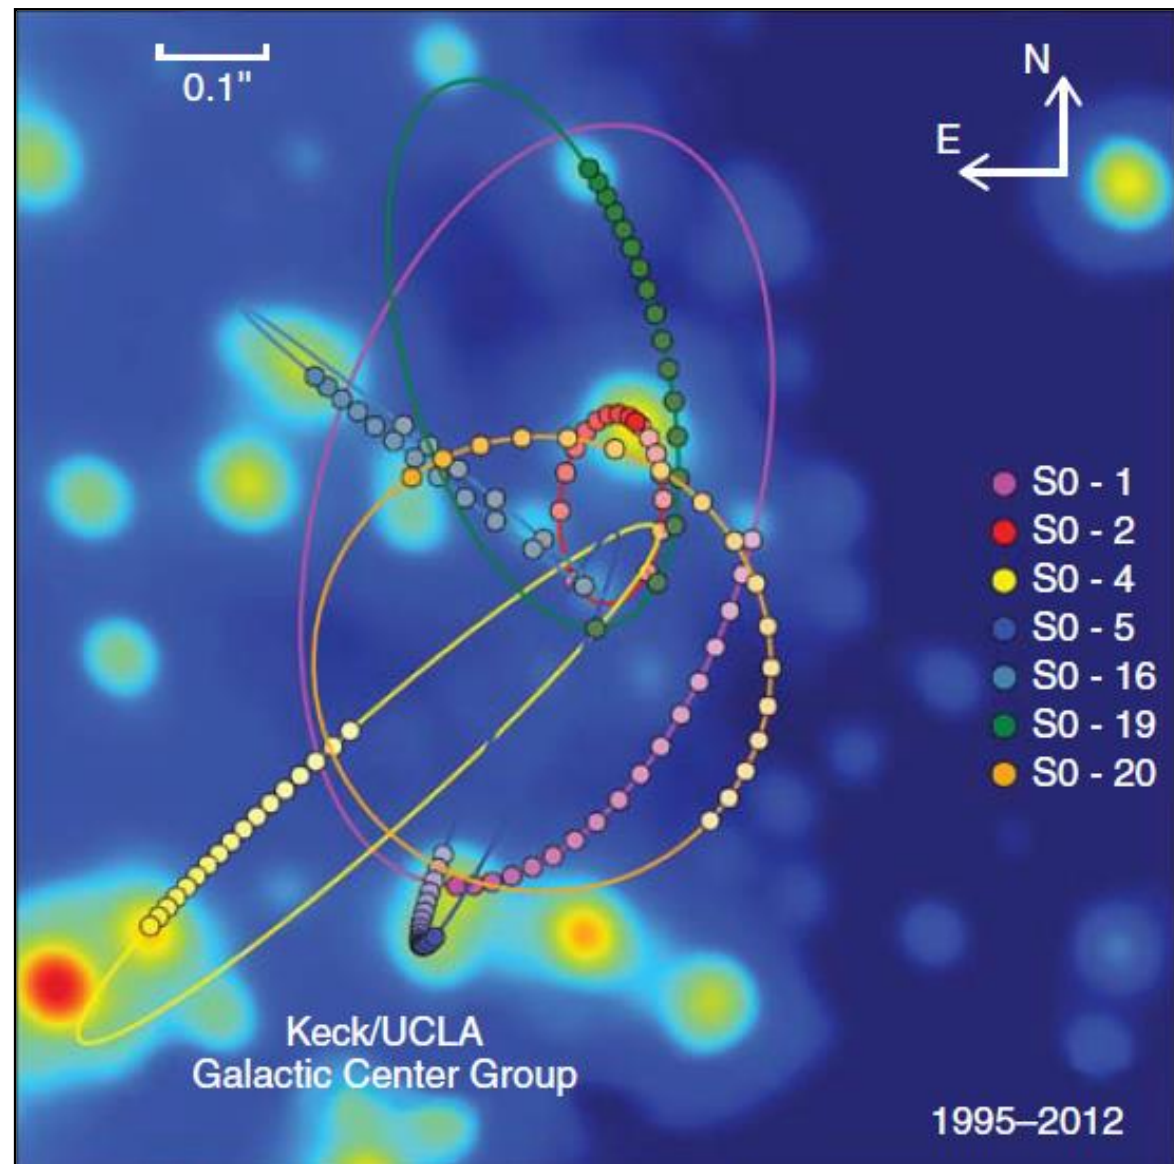 0.1"
N
E
S0 - 1
S0 - 2
S0 - 4
S0 - 5
S0 - 16
S0 - 19
S0 - 20
Keck/UCLA
Galactic Center Group
1995–2012